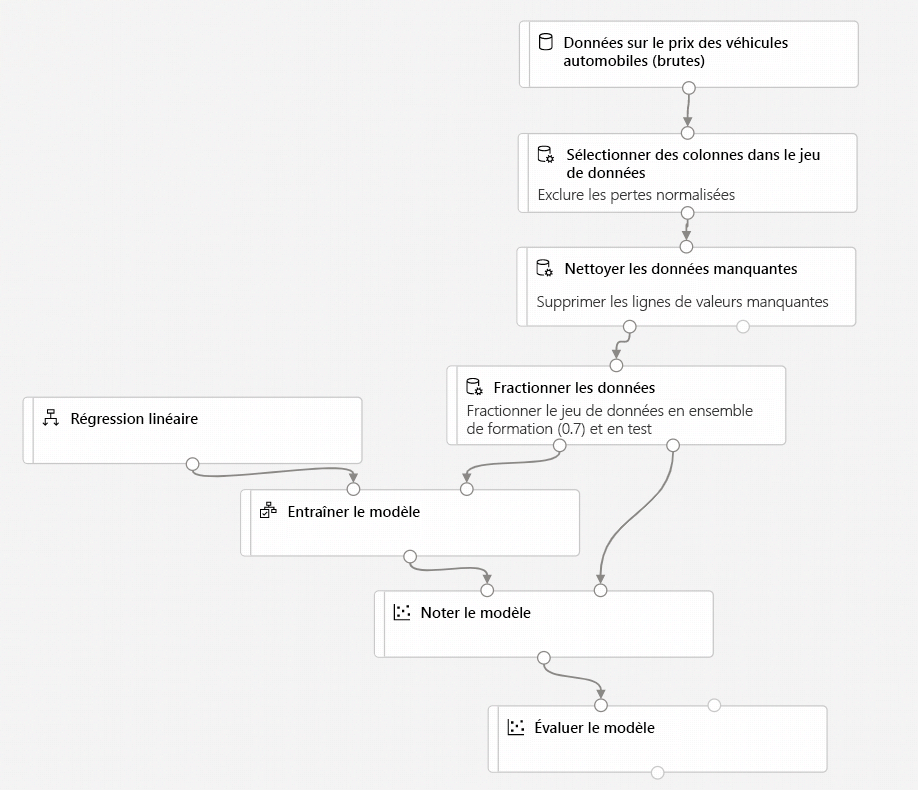 Données sur le prix des véhicules
automobiles (brutes)
Sélectionner des colonnes dans le jeu
de données
Exclure les pertes normalisées
Nettoyer les données manquantes
Supprimer les lignes de valeurs manquantes
Fractionner les données
Fractionner le jeu de données en ensemble
de formation (0.7) et en test
Régression linéaire
Entraîner le modèle
Noter le modèle
Évaluer le modèle